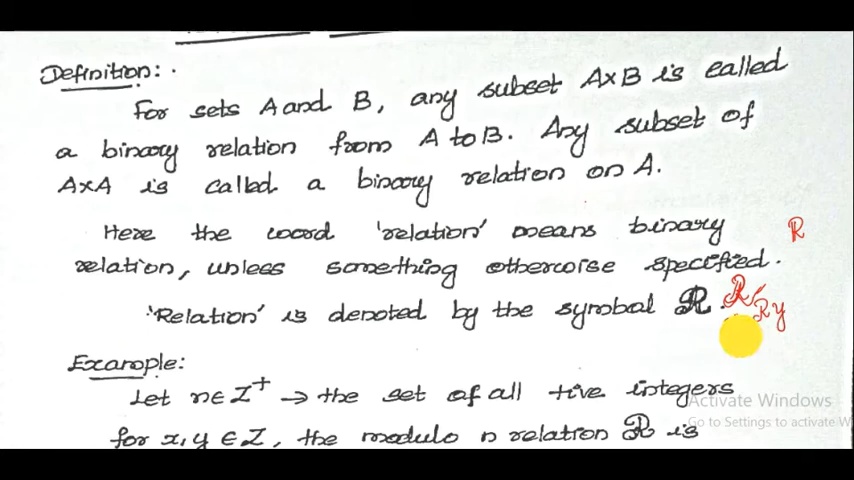 Definition:.
For sets A and B, any subset A×B is called
a binary relation from A to B. Any subset of
A×A is called a binary relation on A.
Here the word 'relation' means binary R
relation, unless something otherwise specified.
'Relation' is denoted by the symbol R. R
R y
Example:
Let n∈Z⁺ → the set of all +ive integers
for x,y ∈ Z, the modulo n relation R is
Activate Windows
Go to Settings to activate W